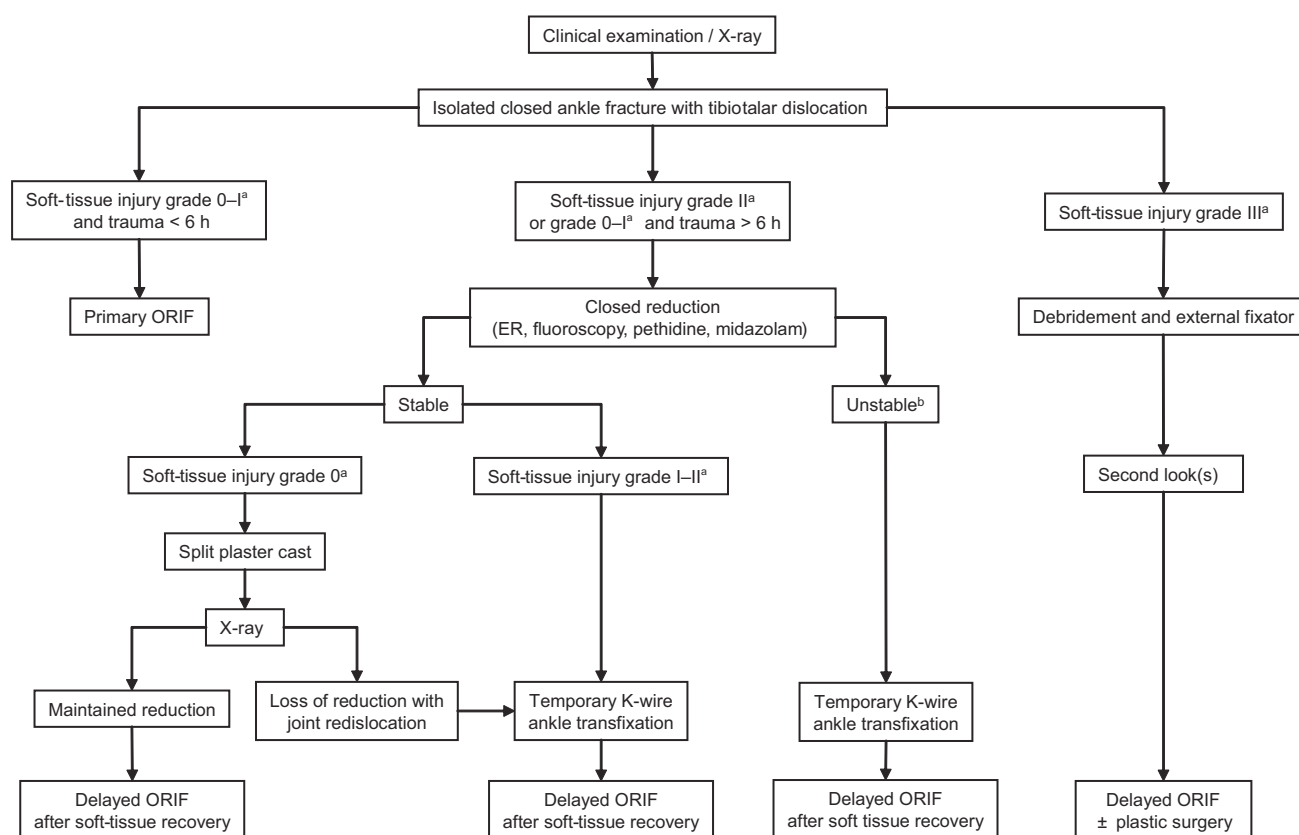 Clinical examination / X-ray
Isolated closed ankle fracture with tibiotalar dislocation
Soft-tissue injury grade 0–Iᵃ
and trauma < 6 h
Soft-tissue injury grade IIᵃ
or grade 0–Iᵃ and trauma > 6 h
Soft-tissue injury grade IIIᵃ
Primary ORIF
Closed reduction
(ER, fluoroscopy, pethidine, midazolam)
Debridement and external fixator
Stable
Unstableᵇ
Soft-tissue injury grade 0ᵃ
Soft-tissue injury grade I–IIᵃ
Second look(s)
Split plaster cast
X-ray
Maintained reduction
Loss of reduction with
joint redislocation
Temporary K-wire
ankle transfixation
Temporary K-wire
ankle transfixation
Delayed ORIF
after soft-tissue recovery
Delayed ORIF
after soft-tissue recovery
Delayed ORIF
after soft tissue recovery
Delayed ORIF
± plastic surgery